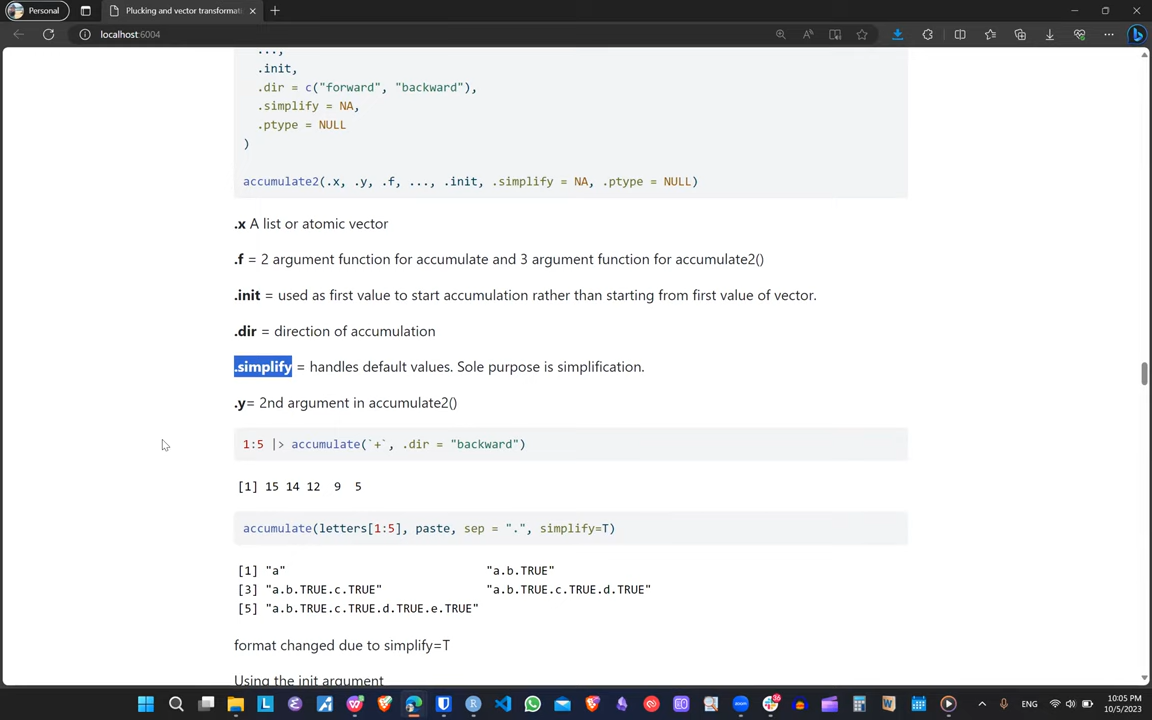 Personal
Plucking and vector transformati
localhost:6004
...,
.init,
.dir = c("forward", "backward"),
.simplify = NA,
.ptype = NULL
)
accumulate2(.x, .y, .f, ..., .init, .simplify = NA, .ptype = NULL)
.x A list or atomic vector
.f = 2 argument function for accumulate and 3 argument function for accumulate2()
.init = used as first value to start accumulation rather than starting from first value of vector.
.dir = direction of accumulation
.simplify = handles default values. Sole purpose is simplification.
.y= 2nd argument in accumulate2()
1:5 |> accumulate(`+`, .dir = "backward")
[1] 15 14 12 9 5
accumulate(letters[1:5], paste, sep = ".", simplify=T)
[1] "a" "a.b.TRUE"
[3] "a.b.TRUE.c.TRUE" "a.b.TRUE.c.TRUE.d.TRUE"
[5] "a.b.TRUE.c.TRUE.d.TRUE.e.TRUE"
format changed due to simplify=T
Using the init argument
10:05 PM
10/5/2023